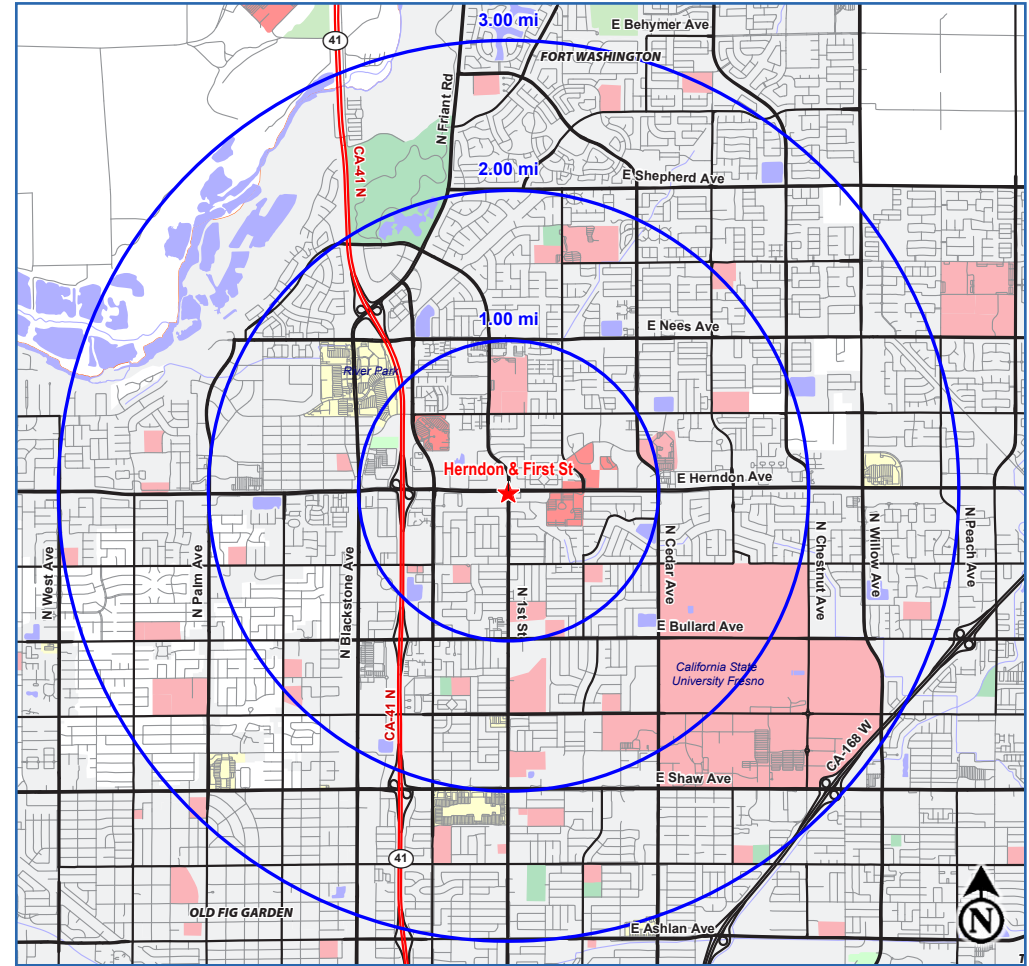 3.00 mi
E Behymer Ave
41
FORT WASHINGTON
N Friant Rd
CA-41 N
2.00 mi
E Shepherd Ave
1.00 mi
E Nees Ave
River Park
Herndon & First St
E Herndon Ave
N West Ave
N Palm Ave
N Blackstone Ave
N 1st St
N Cedar Ave
N Chestnut Ave
N Willow Ave
N Peach Ave
E Bullard Ave
California State
University Fresno
CA-41 N
CA-168 W
E Shaw Ave
41
OLD FIG GARDEN
E Ashlan Ave
N